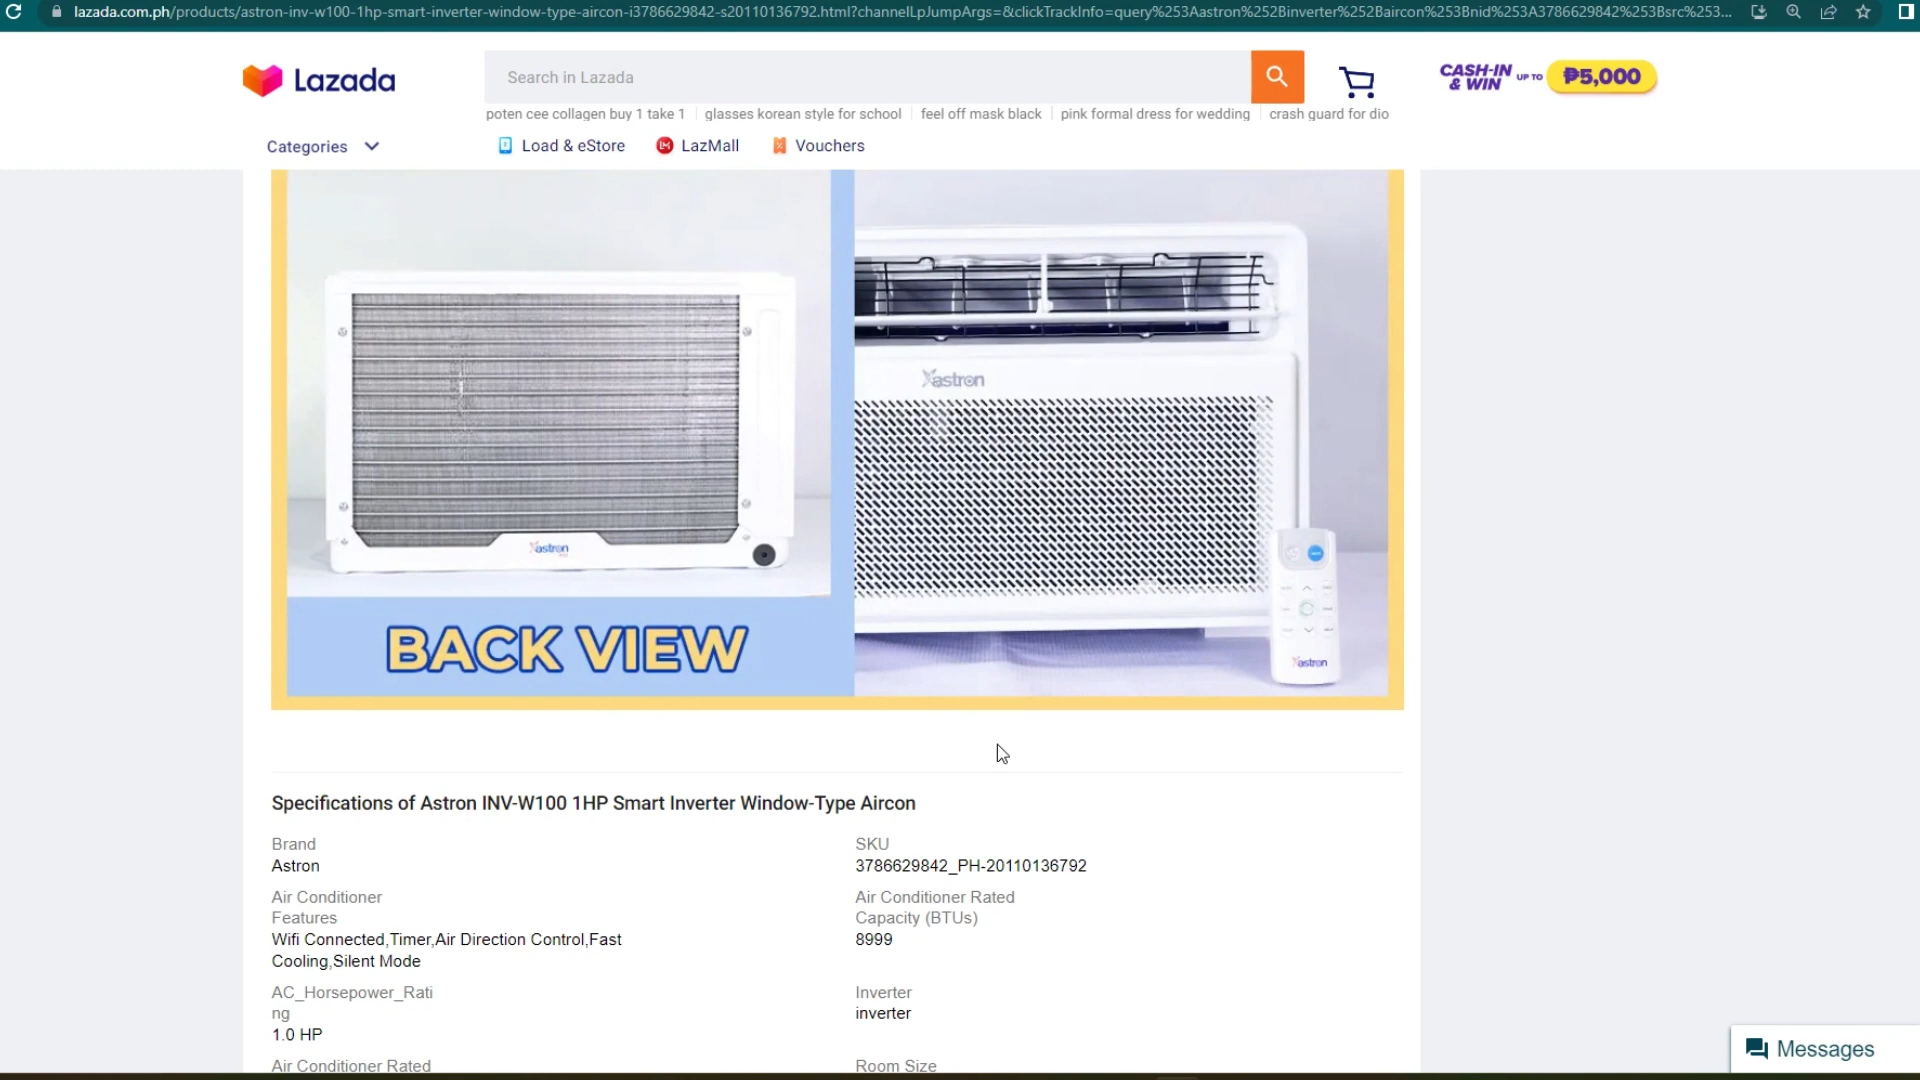 lazada.com.ph/products/astron-inv-w100-1hp-smart-inverter-window-type-aircon-i3786629842-s20110136792.html?channelLpJumpArgs=&clickTrackInfo=query%253Aastron%252Binverter%252Baircon%253Bnid%253A3786629842%253Bsrc%253...
Lazada
Search in Lazada
CASH-IN & WIN UP TO ₱5,000
poten cee collagen buy 1 take 1 glasses korean style for school feel off mask black pink formal dress for wedding crash guard for dio
Categories Load & eStore LazMall Vouchers
astron
astron
astron
BACK VIEW
Specifications of Astron INV-W100 1HP Smart Inverter Window-Type Aircon
Brand
Astron
SKU
3786629842_PH-20110136792
Air Conditioner
Features
Wifi Connected,Timer,Air Direction Control,Fast
Cooling,Silent Mode
Air Conditioner Rated
Capacity (BTUs)
8999
AC_Horsepower_Rati
ng
1.0 HP
Inverter
inverter
Air Conditioner Rated
Room Size
Messages